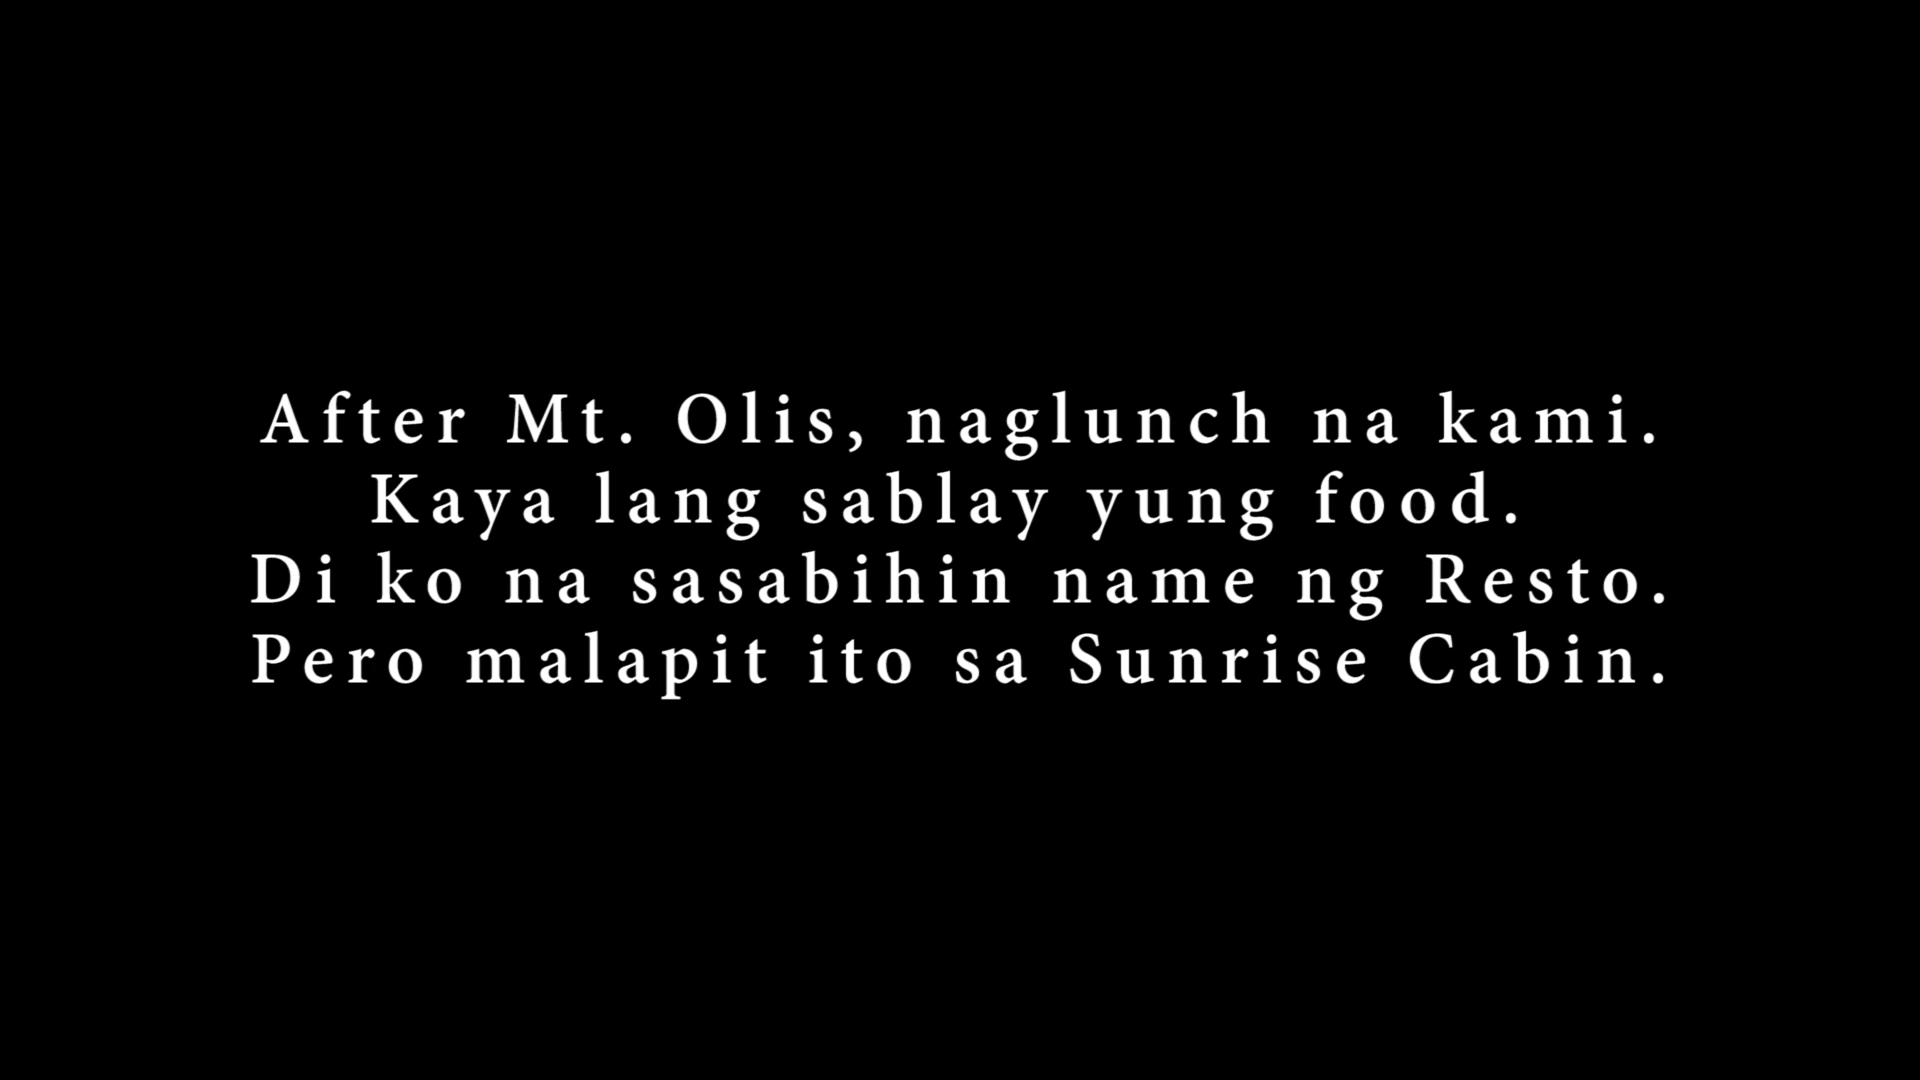 After Mt. Olis, naglunch na kami.
Kaya lang sablay yung food.
Di ko na sasabihin name ng Resto.
Pero malapit ito sa Sunrise Cabin.